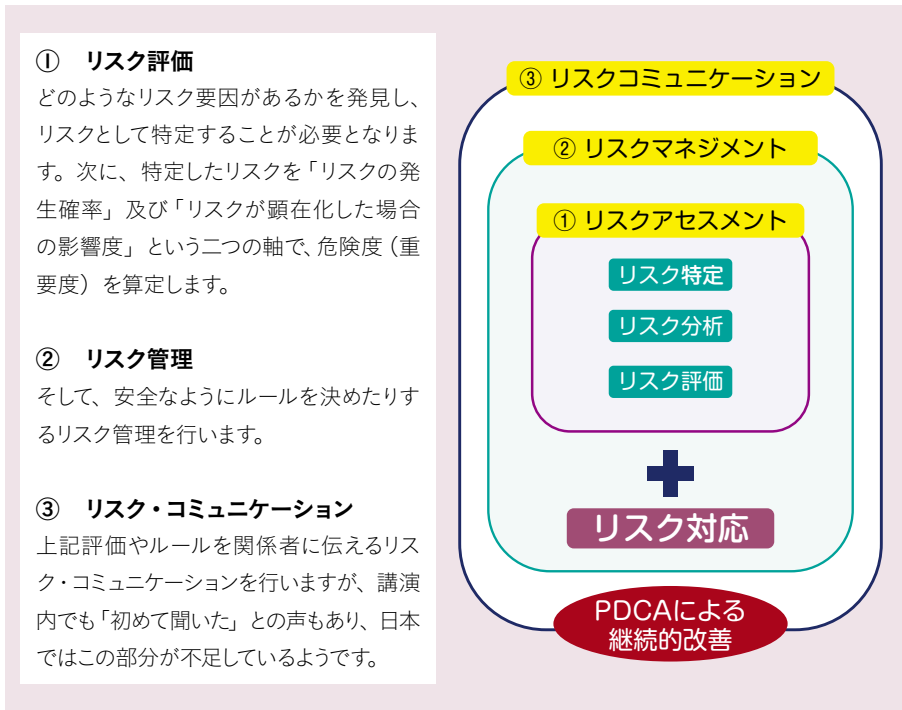 ① リスク評価
どのようなリスク要因があるかを発見し、
リスクとして特定することが必要となりま
す。次に、特定したリスクを「リスクの発
生確率」及び「リスクが顕在化した場合
の影響度」という二つの軸で、危険度（重
要度）を算定します。
② リスク管理
そして、安全なようにルールを決めたりす
るリスク管理を行います。
③ リスク・コミュニケーション
上記評価やルールを関係者に伝えるリス
ク・コミュニケーションを行いますが、講演
内でも「初めて聞いた」との声もあり、日本
ではこの部分が不足しているようです。
③ リスクコミュニケーション
② リスクマネジメント
① リスクアセスメント
リスク特定
リスク分析
リスク評価
リスク対応
PDCAによる
継続的改善